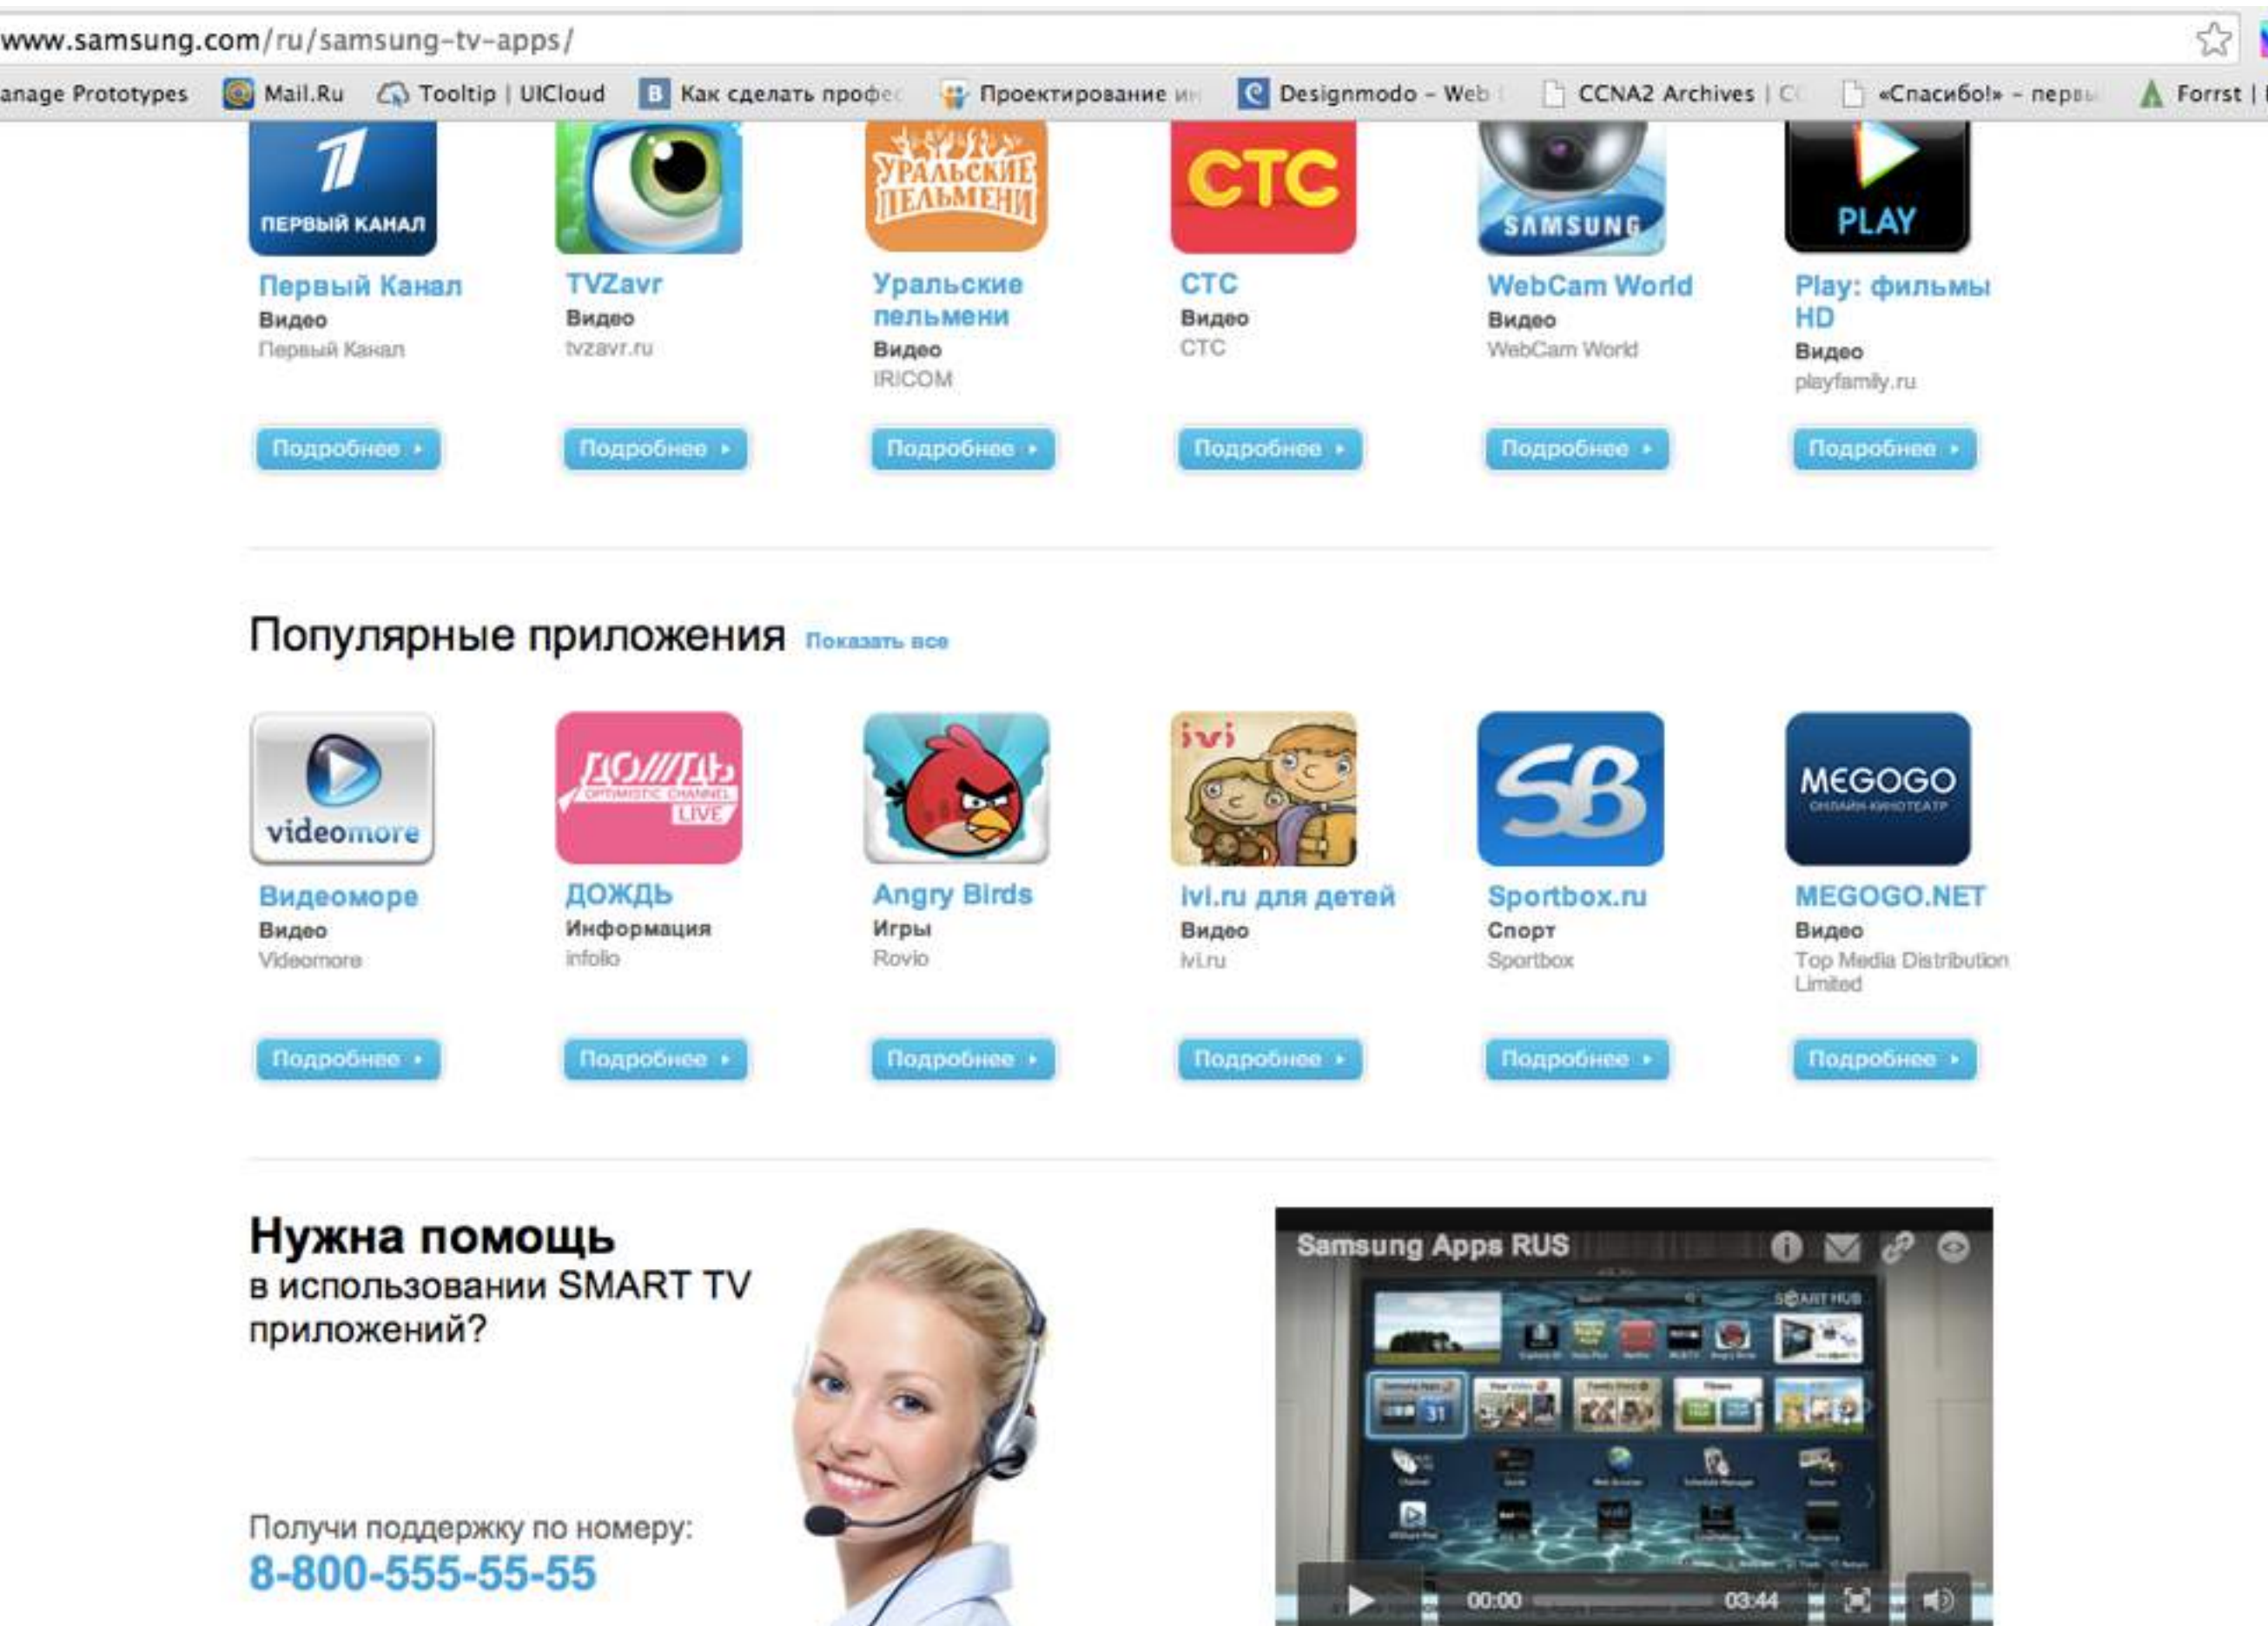 www.samsung.com/ru/samsung-tv-apps/
anage Prototypes Mail.Ru Tooltip | UICloud Как сделать профес Проектирование ин Designmodo – Web CCNA2 Archives | «Спасибо!» – первы Forrst |
1
ПЕРВЫЙ КАНАЛ
УРАЛЬСКИЕ
ПЕЛЬМЕНИ
СТС
SAMSUNG
PLAY
Первый Канал
Видео
Первый Канал
TVZavr
Видео
tvzavr.ru
Уральские
пельмени
Видео
IRICOM
СТС
Видео
СТС
WebCam World
Видео
WebCam World
Play: фильмы
HD
Видео
playfamily.ru
Подробнее Подробнее Подробнее Подробнее Подробнее Подробнее
Популярные приложения Показать все
videomore
ДОЖДЬ
OPTIMISTIC CHANNEL
LIVE
ivi
SB
MEGOGO
ОНЛАЙН-КИНОТЕАТР
Видеоморе
Видео
Videomore
ДОЖДЬ
Информация
infolio
Angry Birds
Игры
Rovio
ivi.ru для детей
Видео
ivi.ru
Sportbox.ru
Спорт
Sportbox
MEGOGO.NET
Видео
Top Media Distribution
Limited
Подробнее Подробнее Подробнее Подробнее Подробнее Подробнее
Нужна помощь
в использовании SMART TV
приложений?
Получи поддержку по номеру:
8-800-555-55-55
Samsung Apps RUS
SMART HUB
31
00:00 03:44